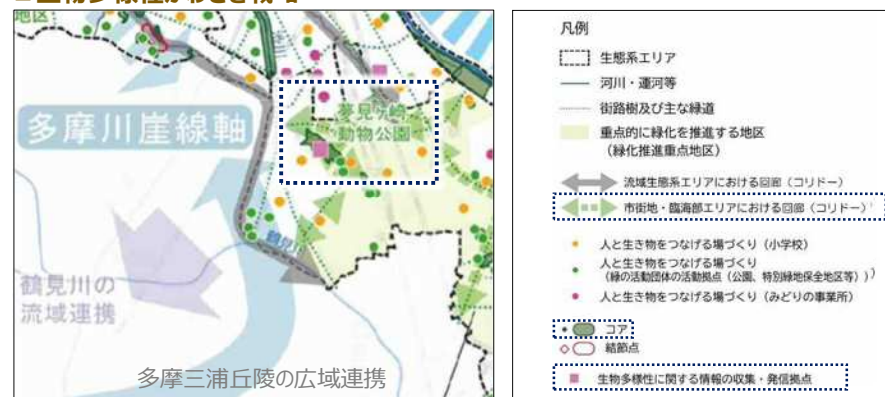 地区
多摩川崖線軸
夢見ヶ崎
動物公園
鶴見川
鶴見川の
流域連携
多摩三浦丘陵の広域連携
凡例
生態系エリア
河川・運河等
街路樹及び主な緑道
重点的に緑化を推進する地区
(緑化推進重点地区)
流域生態系エリアにおける回廊(コリドー)
市街地・臨海部エリアにおける回廊(コリドー)
人と生き物をつなげる場づくり(小学校)
人と生き物をつなげる場づくり
(緑の活動団体の活動拠点(公園、特別緑地保全地区等))
人と生き物をつなげる場づくり(みどりの事業所)
コア
結節点
生物多様性に関する情報の収集・発信拠点